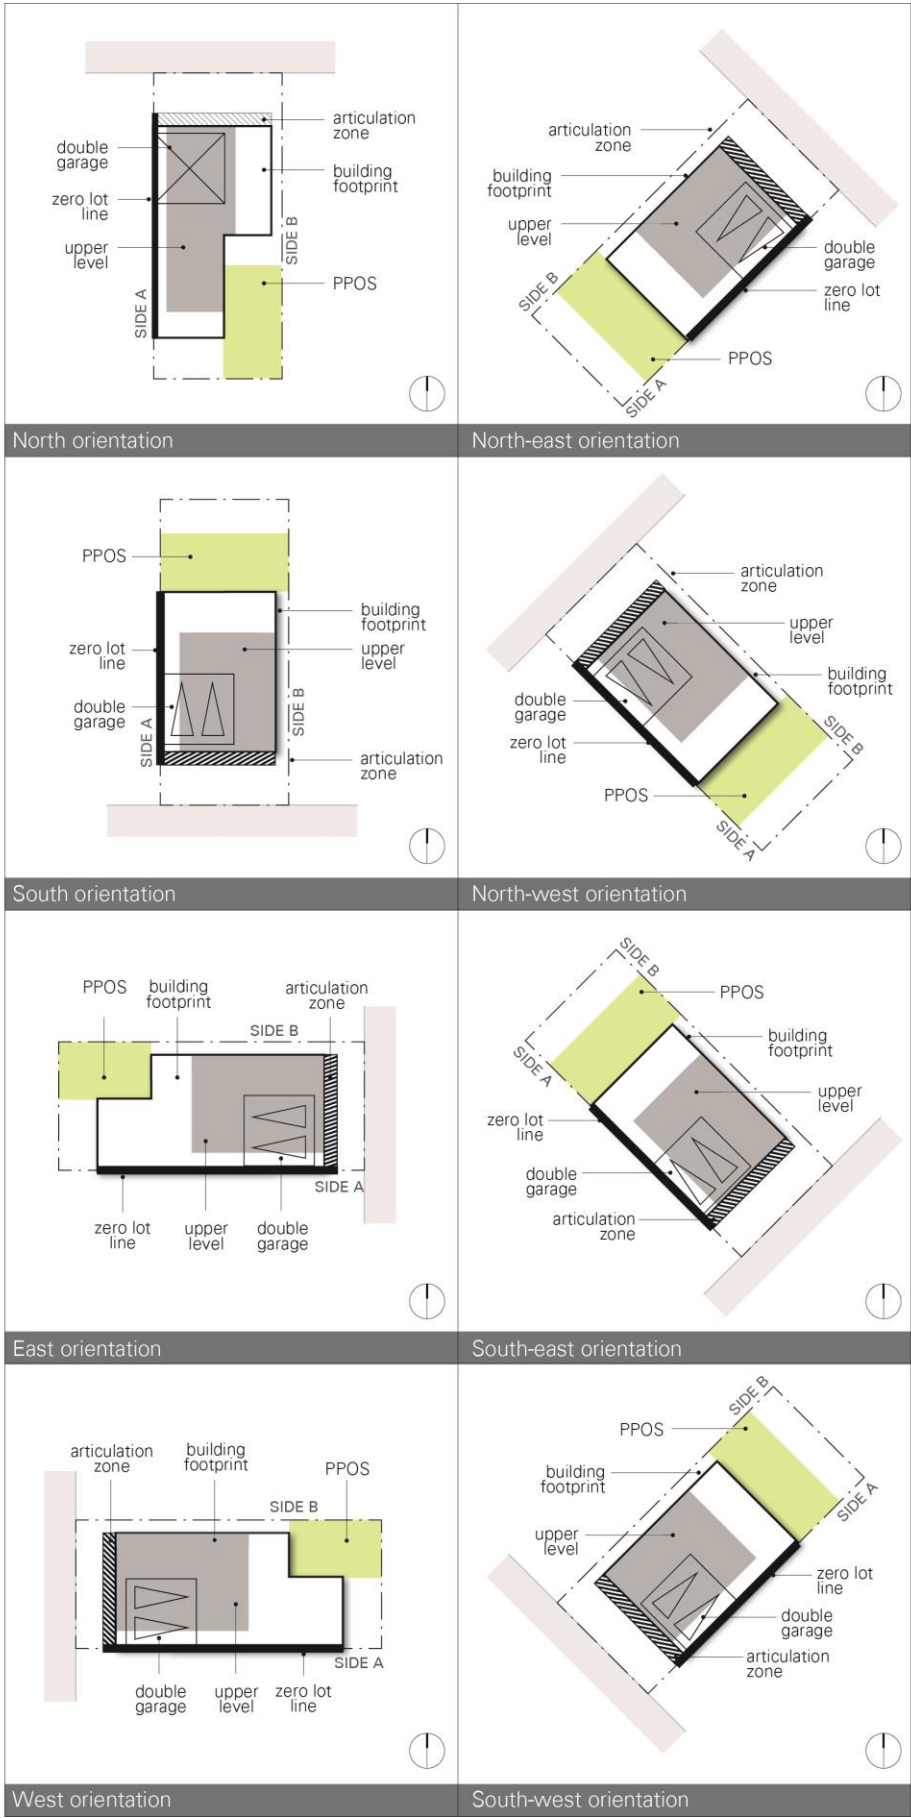 articulation
zone
double
garage
building
footprint
zero lot
line
upper
level
SIDE B
PPOS
SIDE A
North orientation
articulation
zone
building
footprint
upper
level
double
garage
zero lot
line
SIDE B
PPOS
SIDE A
North-east orientation
PPOS
building
footprint
zero lot
line
upper
level
double
garage
SIDE B
SIDE A
articulation
zone
South orientation
articulation
zone
upper
level
building
footprint
double
garage
zero lot
line
SIDE B
PPOS
SIDE A
North-west orientation
PPOS
building
footprint
articulation
zone
SIDE B
SIDE A
zero lot
line
upper
level
double
garage
East orientation
SIDE B
PPOS
building
footprint
SIDE A
upper
level
zero lot
line
double
garage
articulation
zone
South-east orientation
articulation
zone
building
footprint
PPOS
SIDE B
SIDE A
double
garage
upper
level
zero lot
line
West orientation
SIDE B
PPOS
building
footprint
SIDE A
upper
level
zero lot
line
double
garage
articulation
zone
South-west orientation